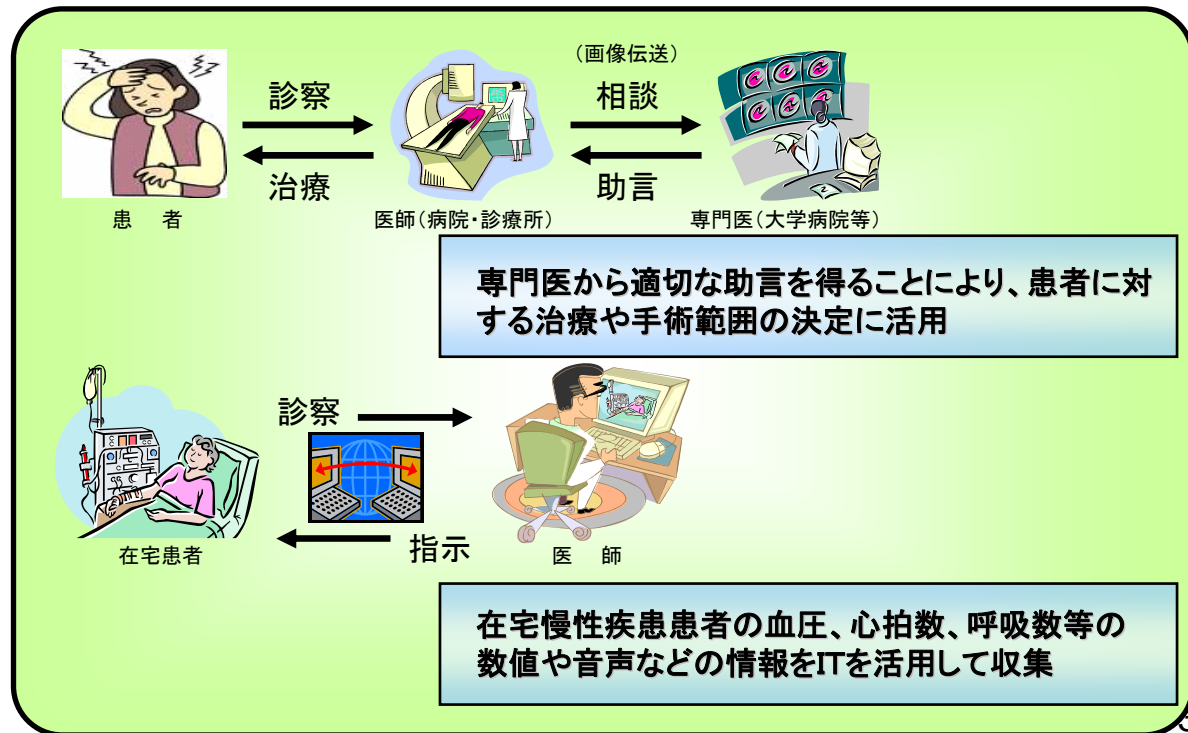 (画像伝送)
診察
相談
治療
助言
患　者
医師(病院・診療所)
専門医(大学病院等)
専門医から適切な助言を得ることにより、患者に対
する治療や手術範囲の決定に活用
診察
指示
在宅患者
医　師
在宅慢性疾患患者の血圧、心拍数、呼吸数等の
数値や音声などの情報をITを活用して収集